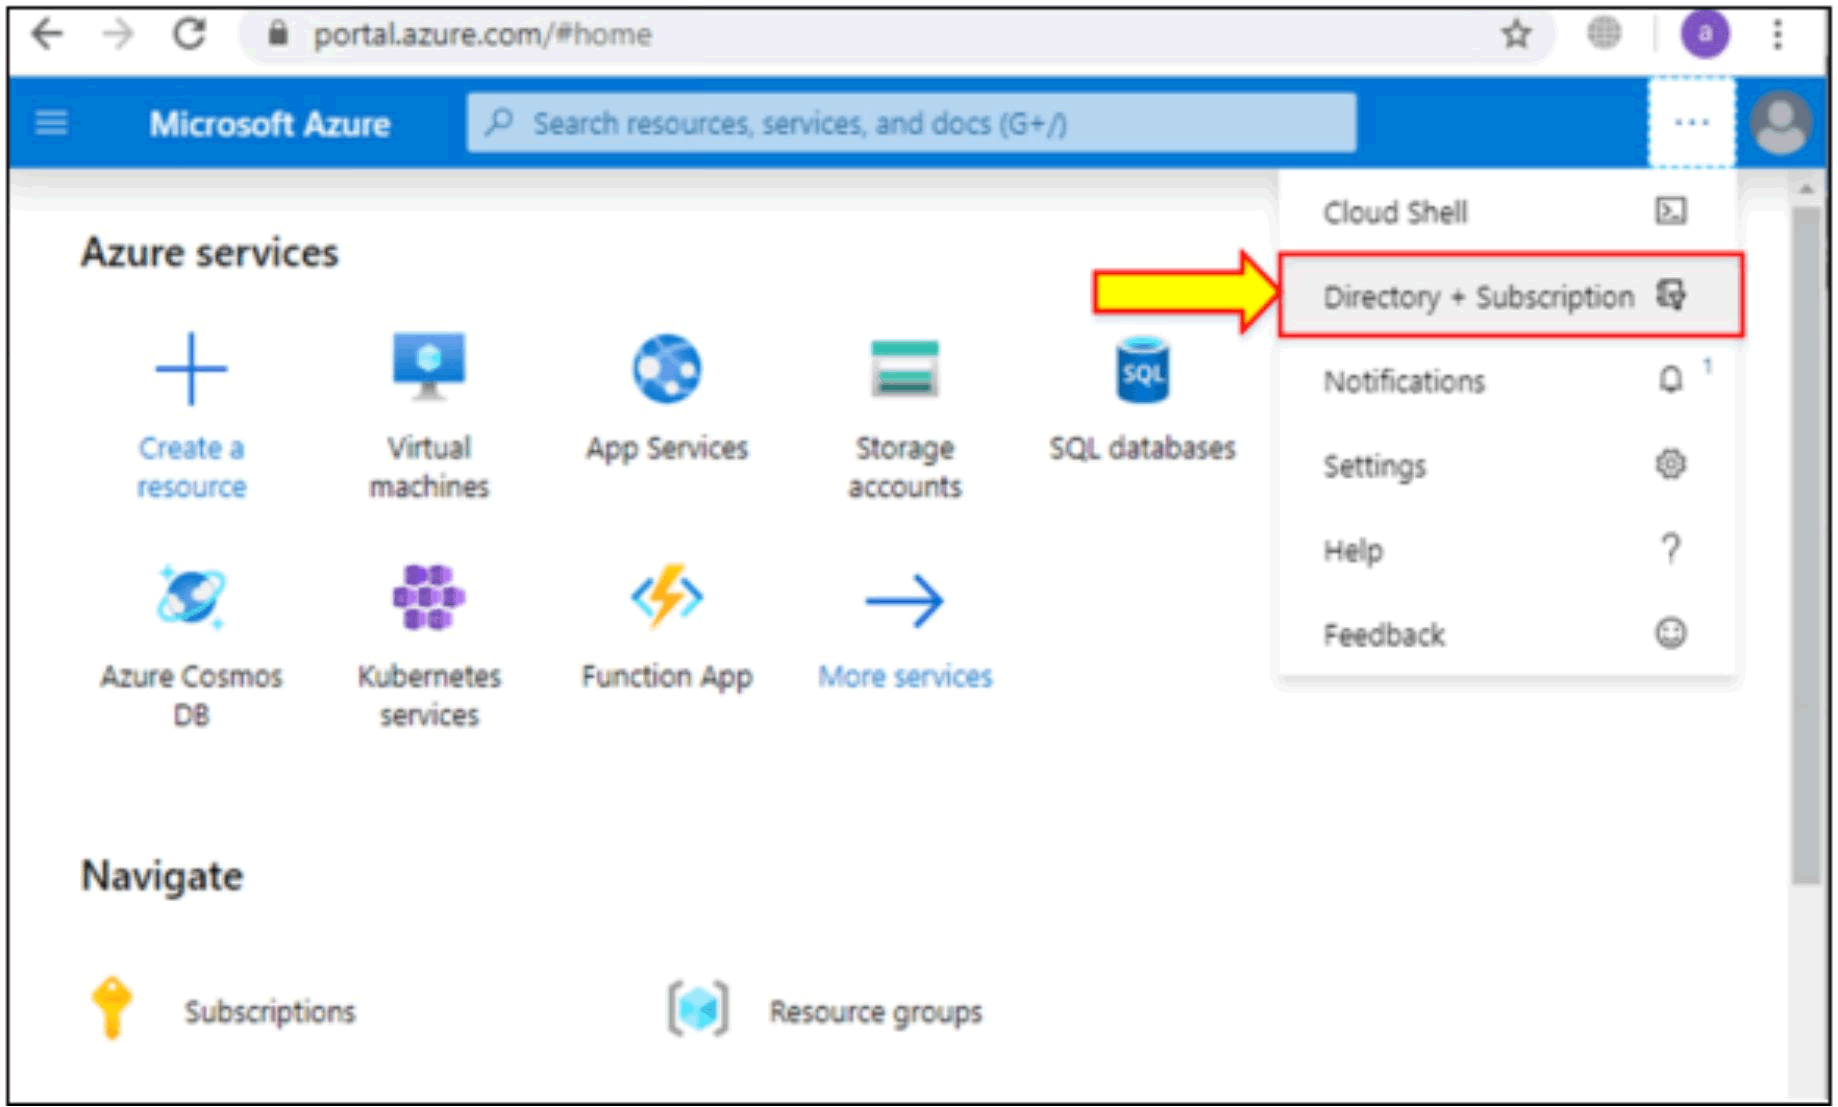 portal.azure.com/#home
a
Microsoft Azure
Search resources, services, and docs (G+/)
...
Cloud Shell
Directory + Subscription
Notifications 1
Settings
Help ?
Feedback
Azure services
Create a
resource
Virtual
machines
App Services
Storage
accounts
SQL
SQL databases
Azure Cosmos
DB
Kubernetes
services
Function App
More services
Navigate
Subscriptions
Resource groups